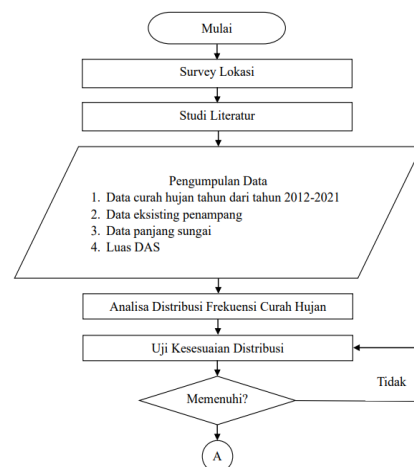 Mulai
Survey Lokasi
Studi Literatur
Pengumpulan Data
1. Data curah hujan tahun dari tahun 2012-2021
2. Data eksisting penampang
3. Data panjang sungai
4. Luas DAS
Analisa Distribusi Frekuensi Curah Hujan
Uji Kesesuaian Distribusi
Tidak
Memenuhi?
A